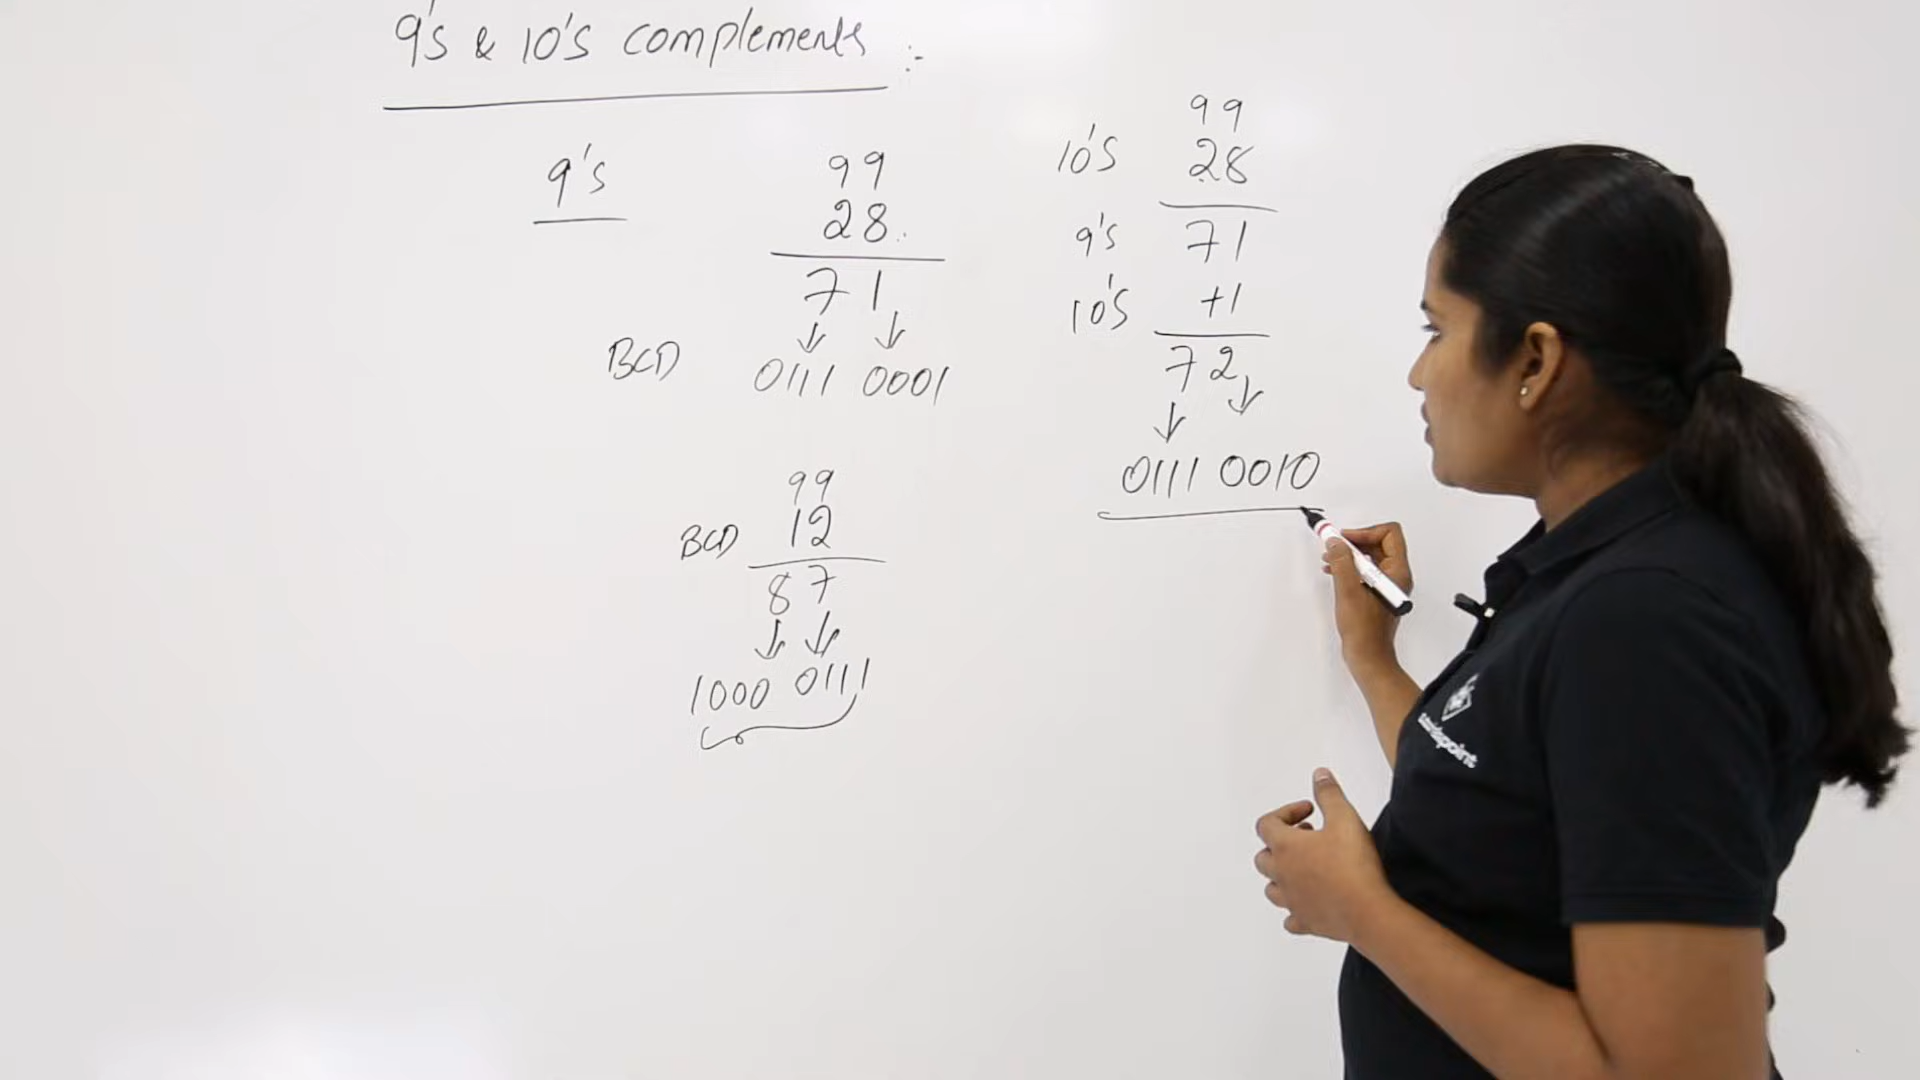 9's & 10's complements :-
9's
99
28
71
BCD
0111 0001
99
BCD 12
87
1000 0111
99
10's 28
9's 71
10's +1
72
0111 0010